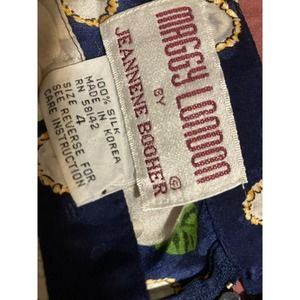 MAGGY LONDON
BY
JEANNENE BOOHER
100% SILK
MADE IN KOREA
RN 58142
SIZE 4
SEE REVERSE FOR
CARE INSTRUCTION